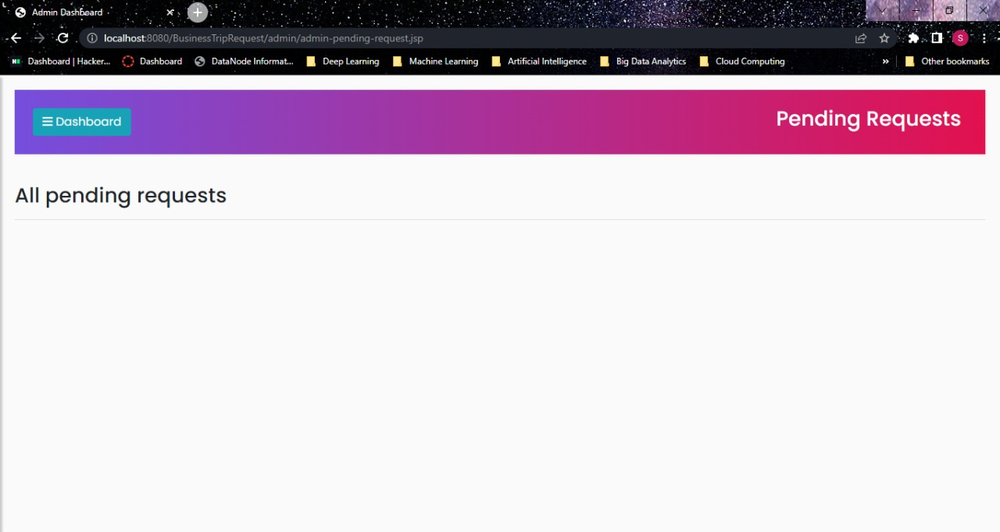 Admin Dashboard
localhost:8080/BusinessTripRequest/admin/admin-pending-request.jsp
S
Dashboard | Hacker... Dashboard DataNode Informat... Deep Learning Machine Learning Artificial Intelligence Big Data Analytics Cloud Computing » Other bookmarks
Dashboard
Pending Requests
All pending requests